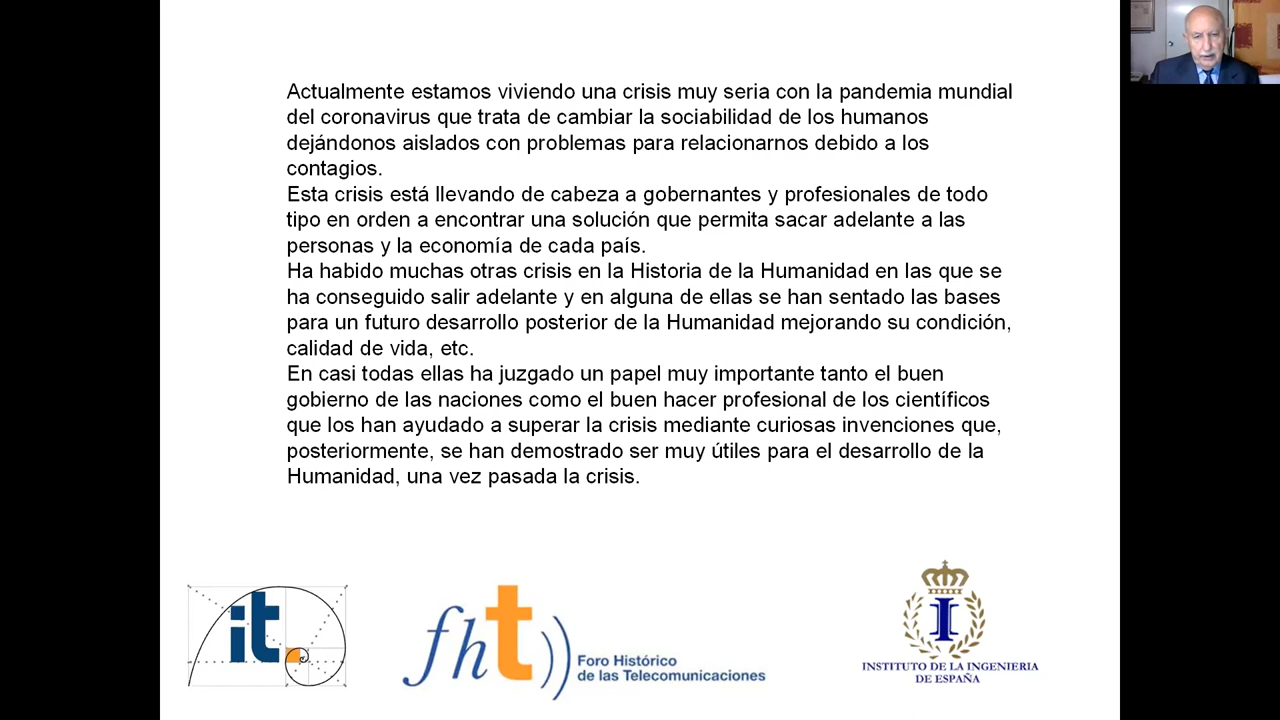 Actualmente estamos viviendo una crisis muy seria con la pandemia mundial
del coronavirus que trata de cambiar la sociabilidad de los humanos
dejándonos aislados con problemas para relacionarnos debido a los
contagios.
Esta crisis está llevando de cabeza a gobernantes y profesionales de todo
tipo en orden a encontrar una solución que permita sacar adelante a las
personas y la economía de cada país.
Ha habido muchas otras crisis en la Historia de la Humanidad en las que se
ha conseguido salir adelante y en alguna de ellas se han sentado las bases
para un futuro desarrollo posterior de la Humanidad mejorando su condición,
calidad de vida, etc.
En casi todas ellas ha juzgado un papel muy importante tanto el buen
gobierno de las naciones como el buen hacer profesional de los científicos
que los han ayudado a superar la crisis mediante curiosas invenciones que,
posteriormente, se han demostrado ser muy útiles para el desarrollo de la
Humanidad, una vez pasada la crisis.
it
fht
Foro Histórico
de las Telecomunicaciones
I
INSTITUTO DE LA INGENIERIA
DE ESPAÑA